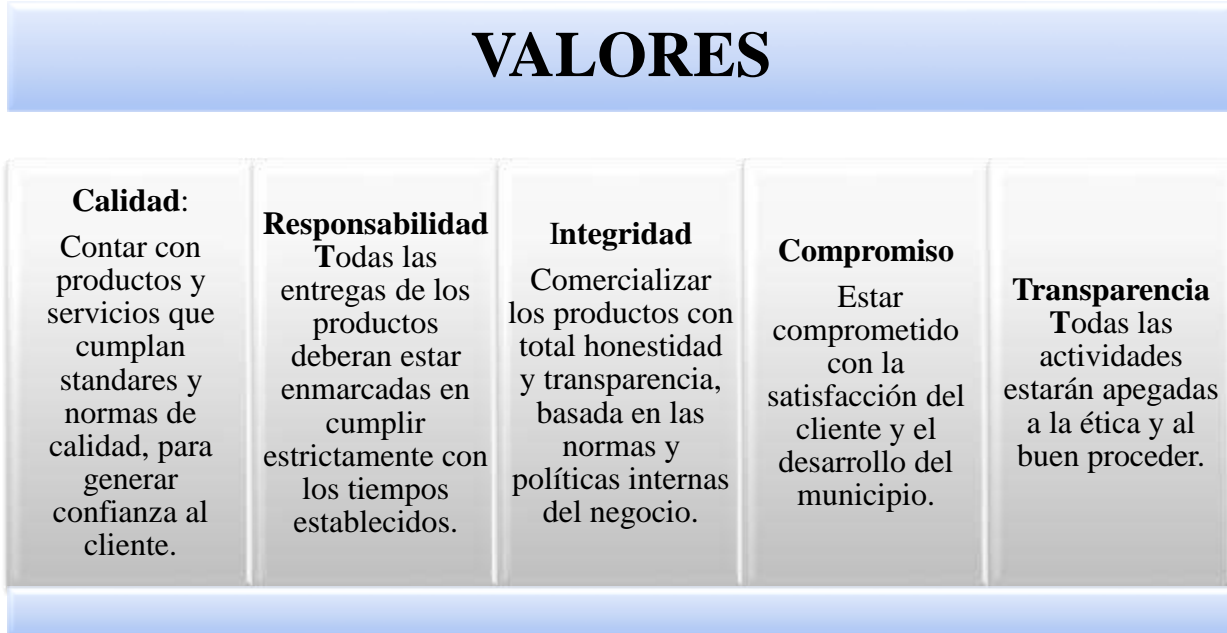 VALORES
Calidad:
Contar con
productos y
servicios que
cumplan
standares y
normas de
calidad, para
generar
confianza al
cliente.
Responsabilidad
Todas las
entregas de los
productos
deberan estar
enmarcadas en
cumplir
estrictamente con
los tiempos
establecidos.
Integridad
Comercializar
los productos con
total honestidad
y transparencia,
basada en las
normas y
políticas internas
del negocio.
Compromiso
Estar
comprometido
con la
satisfacción del
cliente y el
desarrollo del
municipio.
Transparencia
Todas las
actividades
estarán apegadas
a la ética y al
buen proceder.